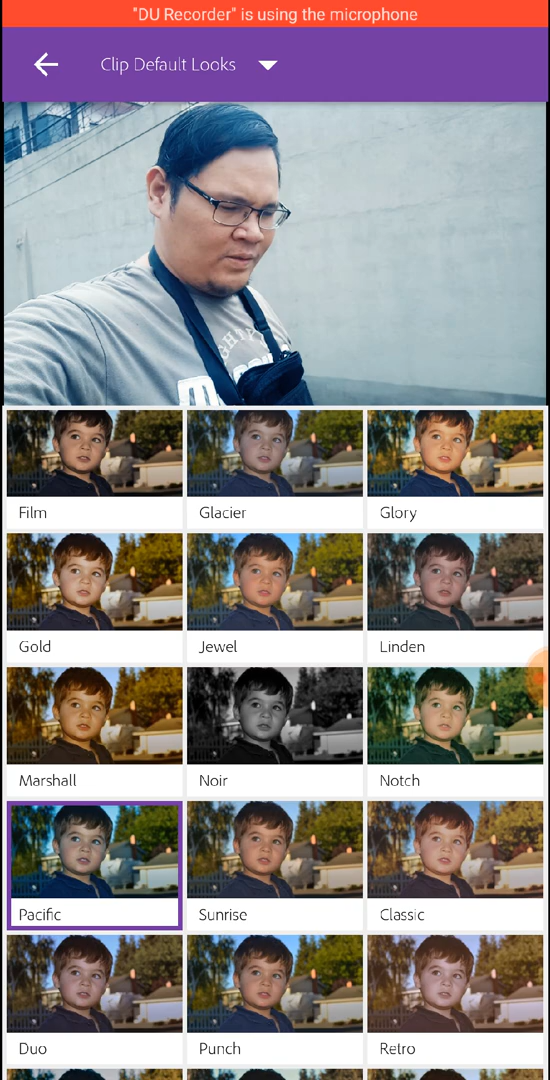 "DU Recorder" is using the microphone
Clip Default Looks
Film
Glacier
Glory
Gold
Jewel
Linden
Marshall
Noir
Notch
Pacific
Sunrise
Classic
Duo
Punch
Retro